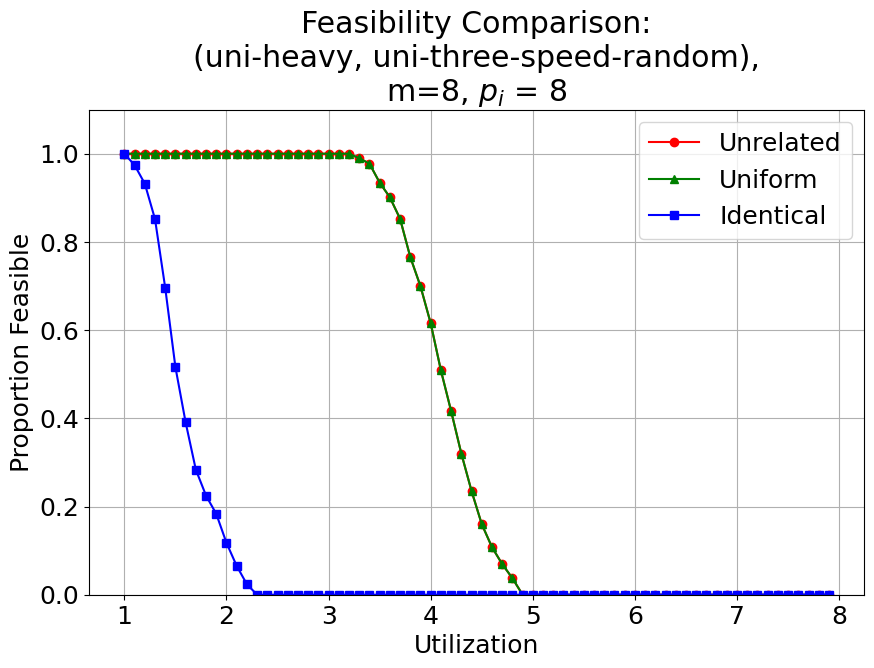 Feasibility Comparison:
(uni-heavy, uni-three-speed-random),
m=8, $p_i$ = 8
Unrelated
Uniform
Identical
Proportion Feasible
1.0
0.8
0.6
0.4
0.2
0.0
1 2 3 4 5 6 7 8
Utilization